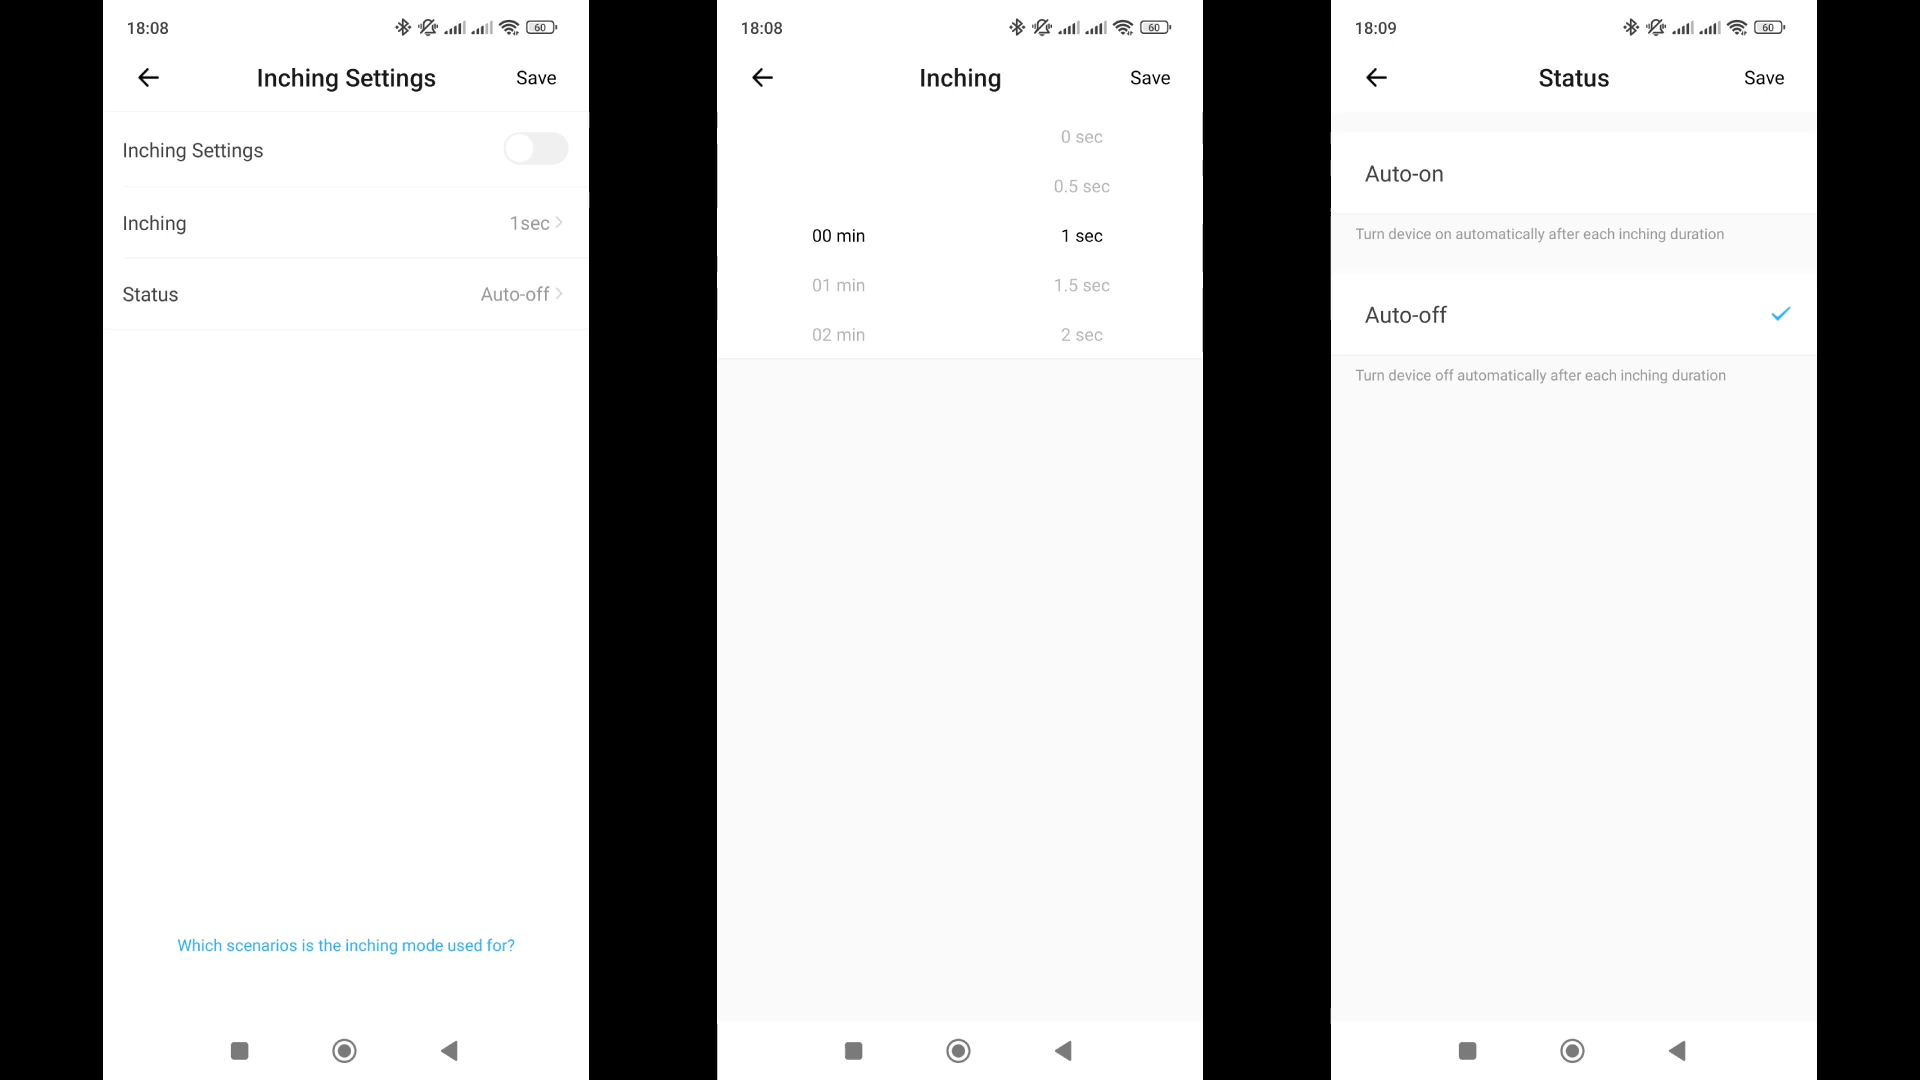 18:08
60
Inching Settings
Save
Inching Settings
Inching
1sec
Status
Auto-off
Which scenarios is the inching mode used for?
18:08
60
Inching
Save
0 sec
0.5 sec
00 min
1 sec
01 min
1.5 sec
02 min
2 sec
18:09
60
Status
Save
Auto-on
Turn device on automatically after each inching duration
Auto-off
Turn device off automatically after each inching duration